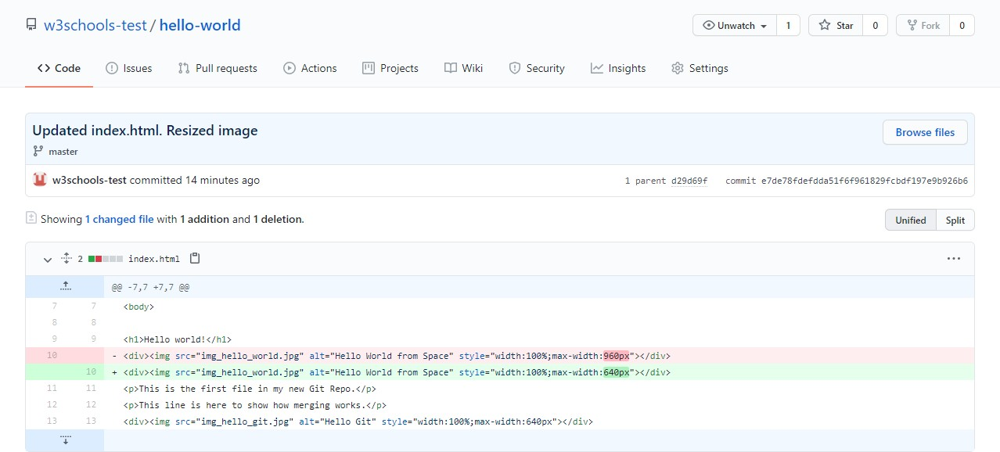 w3schools-test / hello-world
Unwatch 1 Star 0 Fork 0
Code Issues Pull requests Actions Projects Wiki Security Insights Settings
Updated index.html. Resized image
Browse files
master
w3schools-test committed 14 minutes ago
1 parent d29d69f commit e7de78fdefdda51f6f961829fcbdf197e9b926b6
Showing 1 changed file with 1 addition and 1 deletion.
Unified Split
2 index.html
@@ -7,7 +7,7 @@
7 7 <body>
8 8
9 9 <h1>Hello world!</h1>
10 - <div><img src="img_hello_world.jpg" alt="Hello World from Space" style="width:100%;max-width:960px"></div>
10 + <div><img src="img_hello_world.jpg" alt="Hello World from Space" style="width:100%;max-width:640px"></div>
11 11 <p>This is the first file in my new Git Repo.</p>
12 12 <p>This line is here to show how merging works.</p>
13 13 <div><img src="img_hello_git.jpg" alt="Hello Git" style="width:100%;max-width:640px"></div>